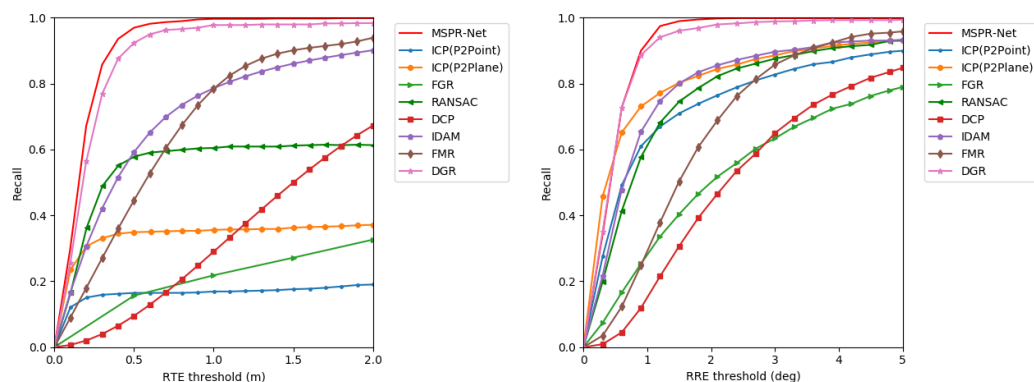 1.0
0.8
0.6
0.4
0.2
0.0
Recall
0.0
0.5
1.0
1.5
2.0
RTE threshold (m)
MSPR-Net
ICP(P2Point)
ICP(P2Plane)
FGR
RANSAC
DCP
IDAM
FMR
DGR
1.0
0.8
0.6
0.4
0.2
0.0
Recall
0
1
2
3
4
5
RRE threshold (deg)
MSPR-Net
ICP(P2Point)
ICP(P2Plane)
FGR
RANSAC
DCP
IDAM
FMR
DGR